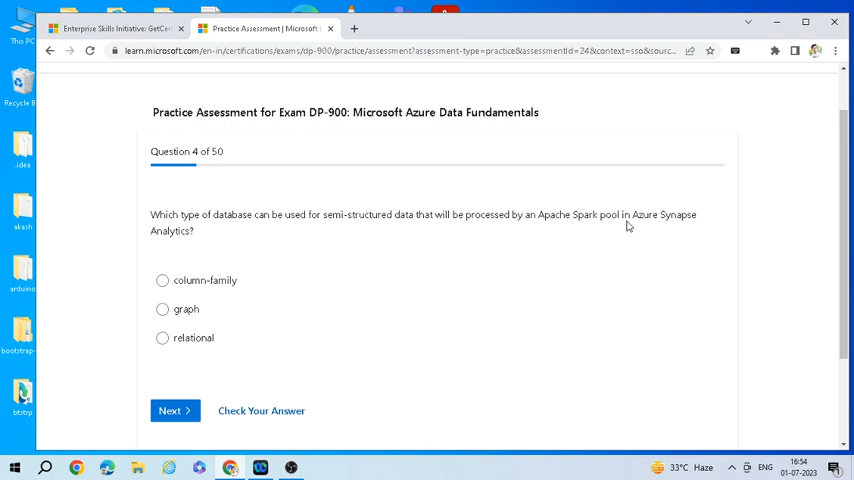 This PC
Recycle B
.idea
akash
arduino
bootstrap-
btstrp
Enterprise Skills Initiative: GetCert
Practice Assessment | Microsoft
learn.microsoft.com/en-in/certifications/exams/dp-900/practice/assessment?assessment-type=practice&assessmentId=24&context=sso&sourc...
Practice Assessment for Exam DP-900: Microsoft Azure Data Fundamentals
Question 4 of 50
Which type of database can be used for semi-structured data that will be processed by an Apache Spark pool in Azure Synapse
Analytics?
column-family
graph
relational
Next
Check Your Answer
33°C Haze
ENG
16:54
01-07-2023